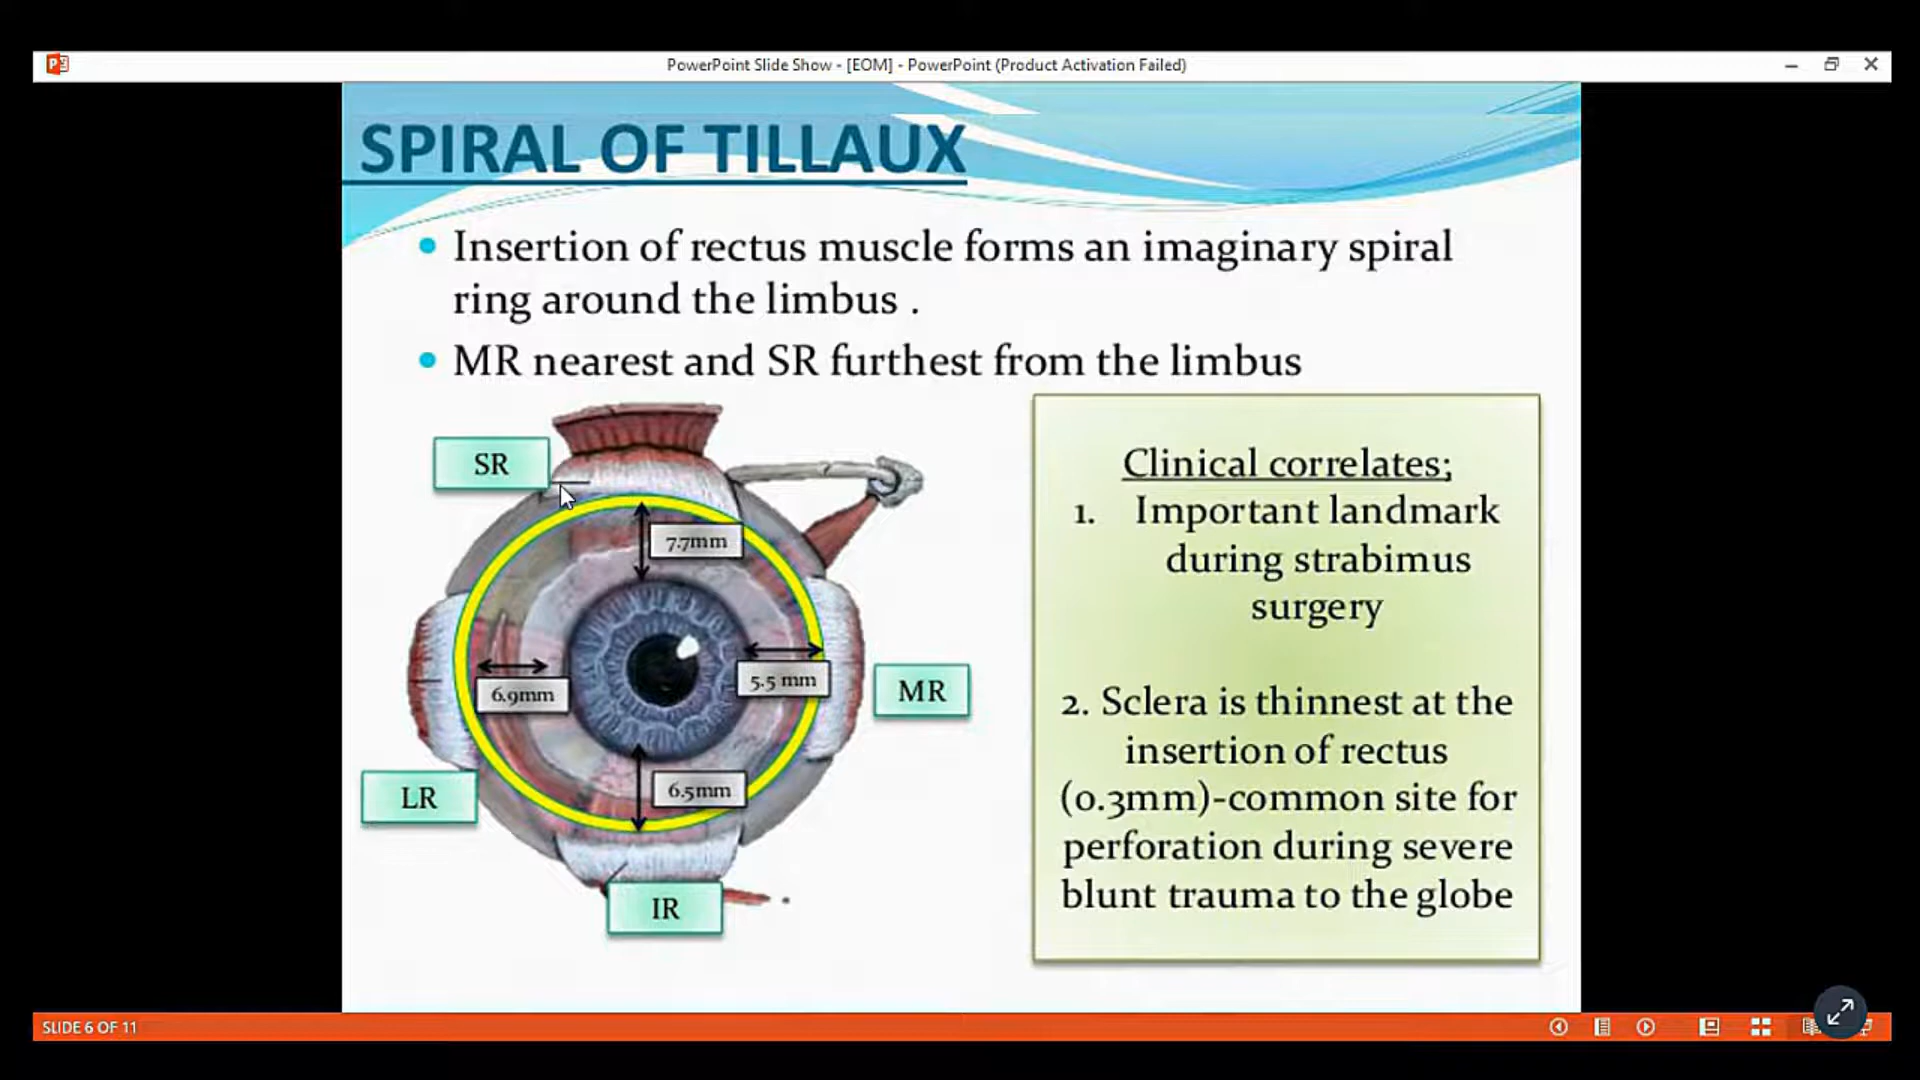 PowerPoint Slide Show - [EOM] - PowerPoint (Product Activation Failed)
SPIRAL OF TILLAUX
Insertion of rectus muscle forms an imaginary spiral
ring around the limbus .
MR nearest and SR furthest from the limbus
SR
7.7mm
6.9mm
5.5 mm
MR
LR
6.5mm
IR
Clinical correlates;
1. Important landmark
during strabimus
surgery
2. Sclera is thinnest at the
insertion of rectus
(0.3mm)-common site for
perforation during severe
blunt trauma to the globe
SLIDE 6 OF 11